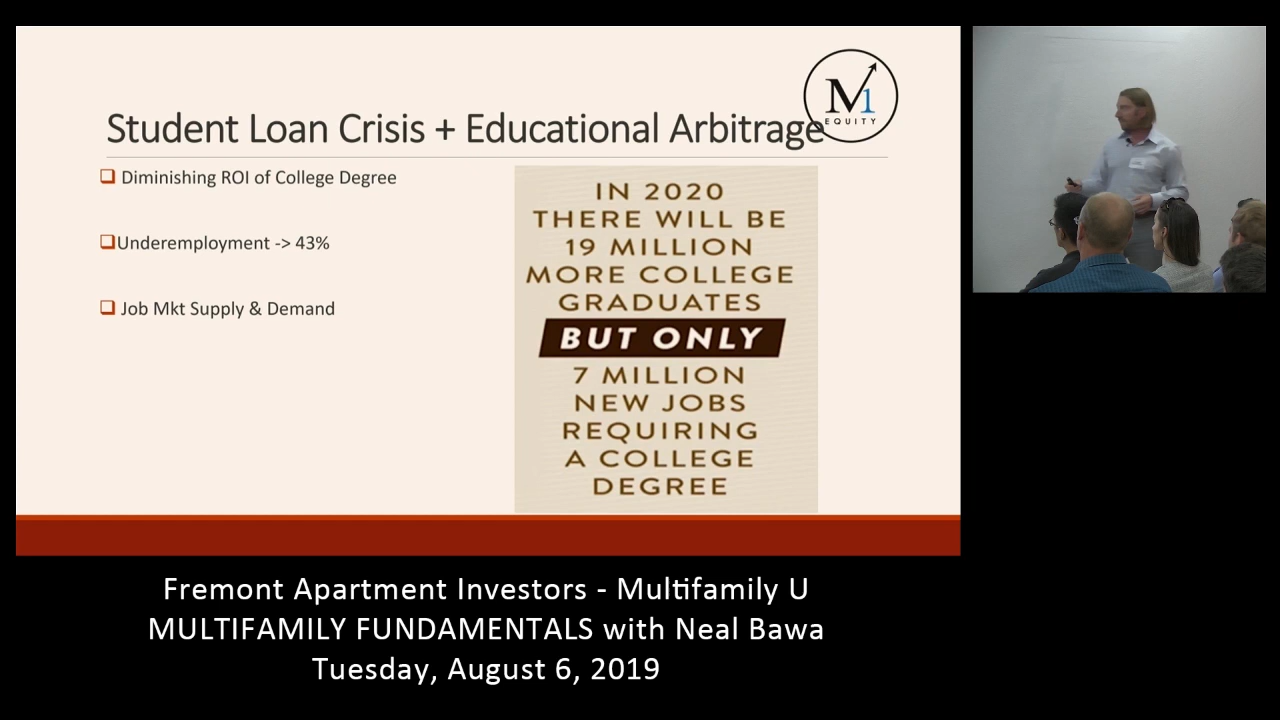 M1
EQUITY
Student Loan Crisis + Educational Arbitrage
Diminishing ROI of College Degree
Underemployment -> 43%
Job Mkt Supply & Demand
IN 2020
THERE WILL BE
19 MILLION
MORE COLLEGE
GRADUATES
BUT ONLY
7 MILLION
NEW JOBS
REQUIRING
A COLLEGE
DEGREE
Fremont Apartment Investors - Multifamily U
MULTIFAMILY FUNDAMENTALS with Neal Bawa
Tuesday, August 6, 2019